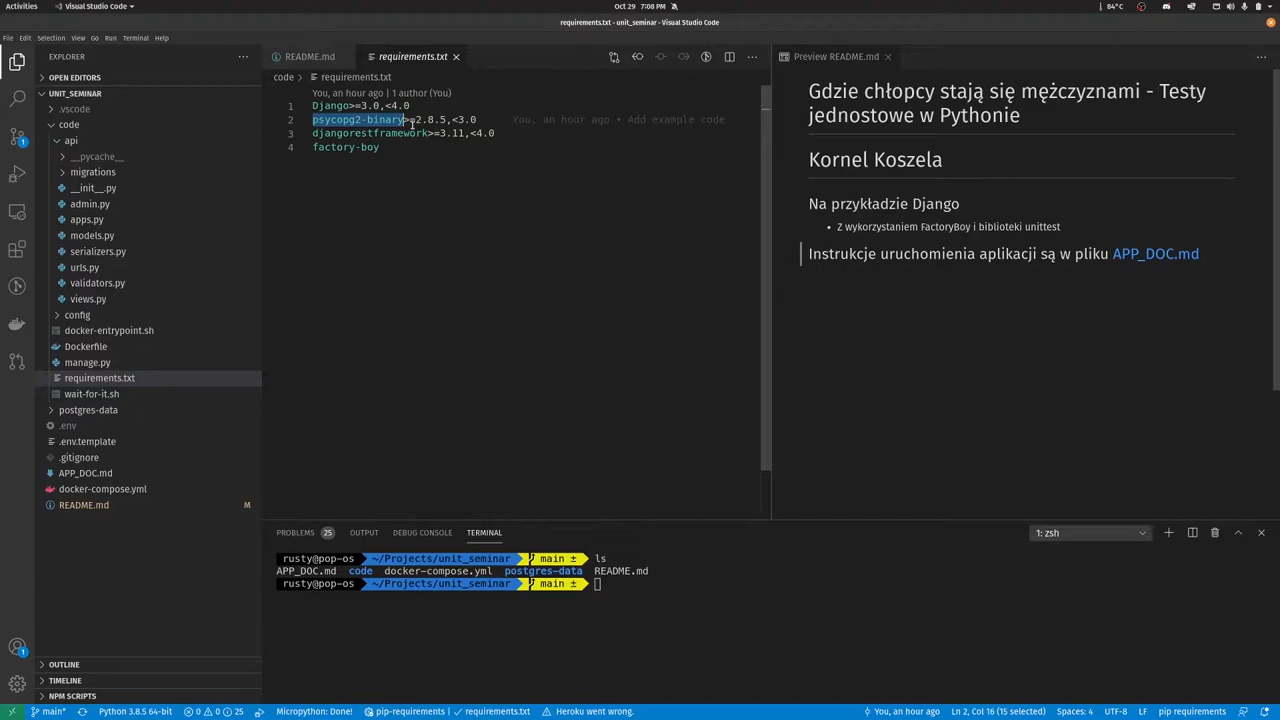 Activities
Visual Studio Code
Oct 29 7:08 PM
84°C
requirements.txt - unit_seminar - Visual Studio Code
File Edit Selection View Go Run Terminal Help
EXPLORER
OPEN EDITORS
UNIT_SEMINAR
.vscode
code
api
__pycache__
migrations
__init__.py
admin.py
apps.py
models.py
serializers.py
urls.py
validators.py
views.py
config
docker-entrypoint.sh
Dockerfile
manage.py
requirements.txt
wait-for-it.sh
postgres-data
.env
.env.template
.gitignore
APP_DOC.md
docker-compose.yml
README.md M
OUTLINE
TIMELINE
NPM SCRIPTS
1
1
README.md
requirements.txt
code > requirements.txt
You, an hour ago | 1 author (You)
1 Django>=3.0,<4.0
2 psycopg2-binary>=2.8.5,<3.0 You, an hour ago • Add example code
3 djangorestframework>=3.11,<4.0
4 factory-boy
Preview README.md
Gdzie chłopcy stają się mężczyznami - Testy
jednostowe w Pythonie
Kornel Koszela
Na przykładzie Django
• Z wykorzystaniem FactoryBoy i biblioteki unittest
Instrukcje uruchomienia aplikacji są w pliku APP_DOC.md
PROBLEMS 25 OUTPUT DEBUG CONSOLE TERMINAL
1: zsh
rusty@pop-os ~/Projects/unit_seminar main ± ls
APP_DOC.md code docker-compose.yml postgres-data README.md
rusty@pop-os ~/Projects/unit_seminar main ±
main* Python 3.8.5 64-bit 0 0 25 Micropython: Done! pip-requirements | requirements.txt Heroku went wrong. You, an hour ago Ln 2, Col 16 (15 selected) Spaces: 4 UTF-8 LF pip requirements